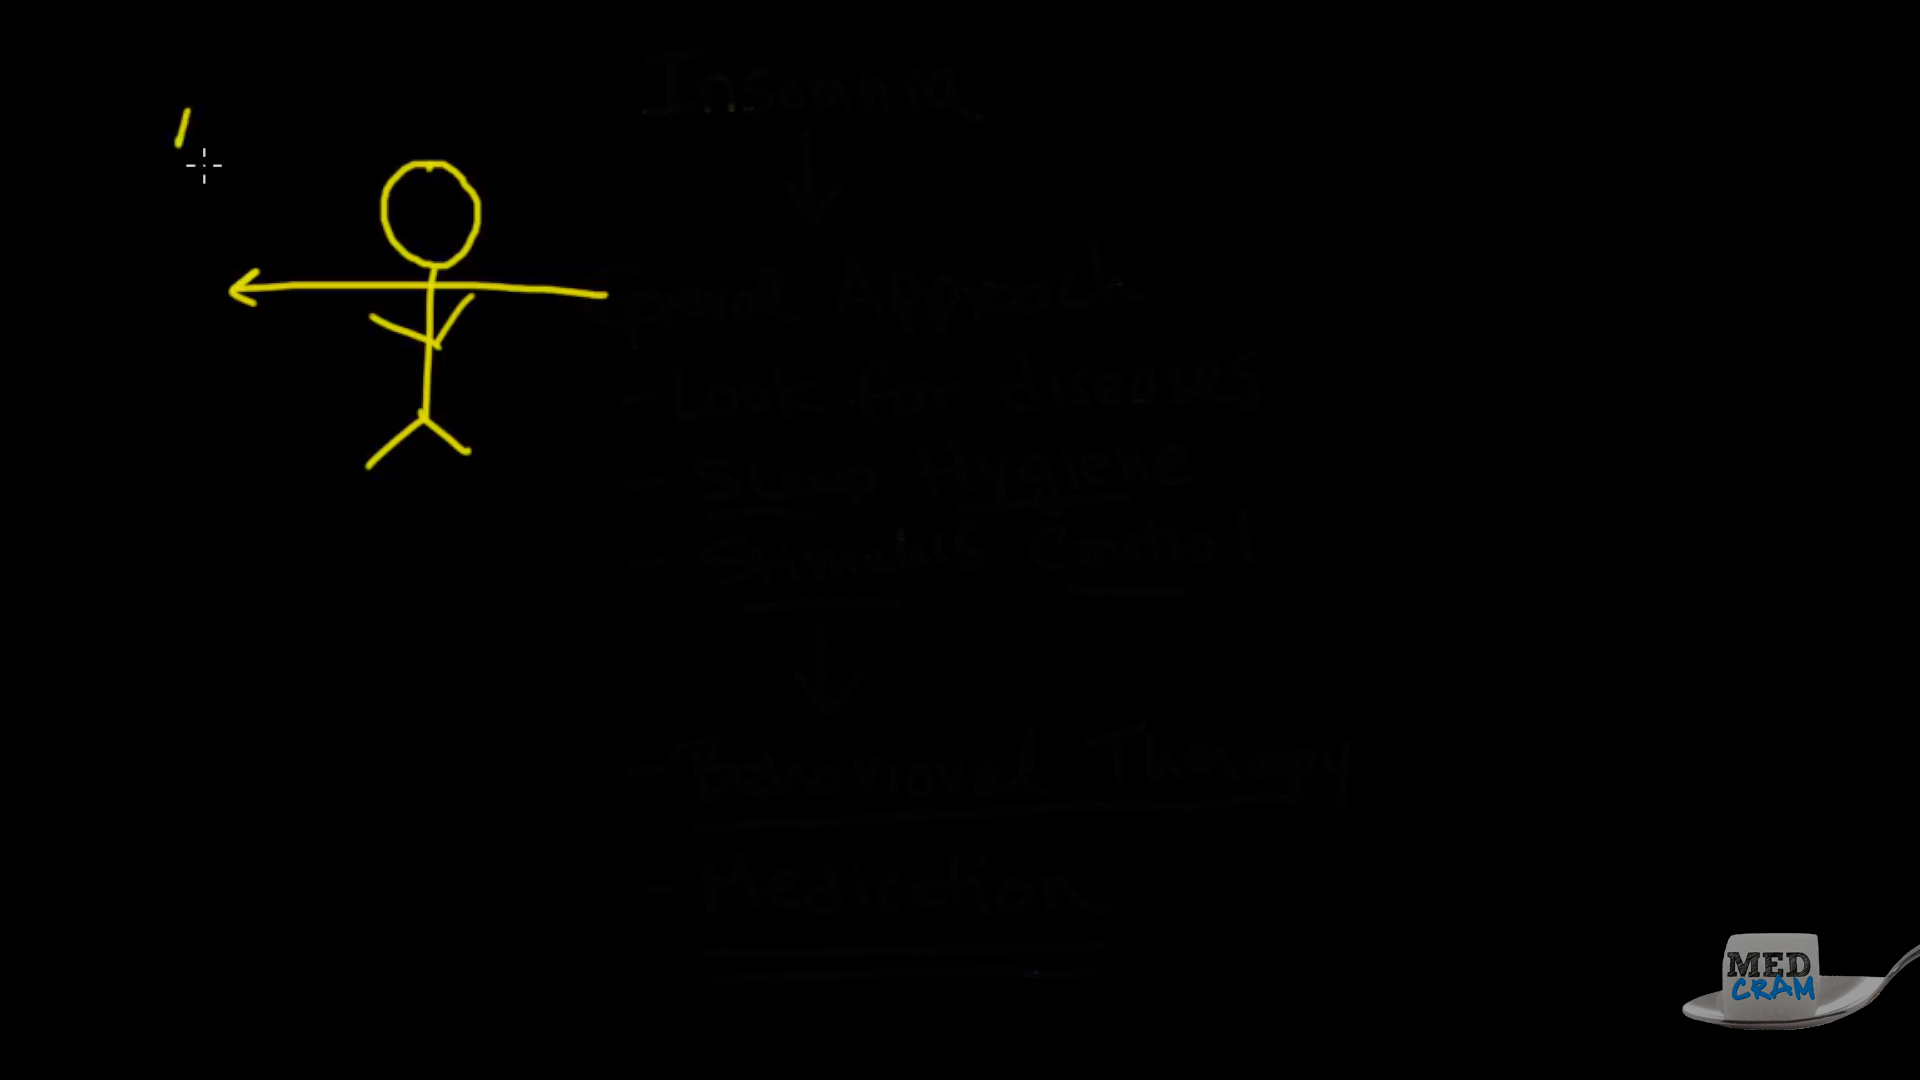 Insomnia
General Approach
- Look for diseases
- Sleep Hygiene
- Stimulus Control
- Behavioral Therapy
- Medication
MED
CRAM